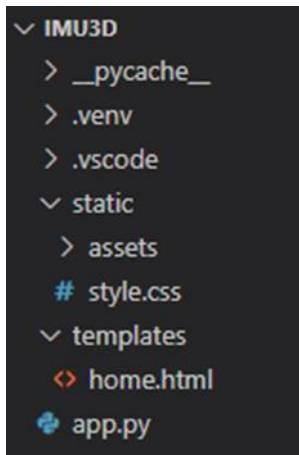 IMU3D
__pycache__
.venv
.vscode
static
assets
# style.css
templates
<> home.html
app.py